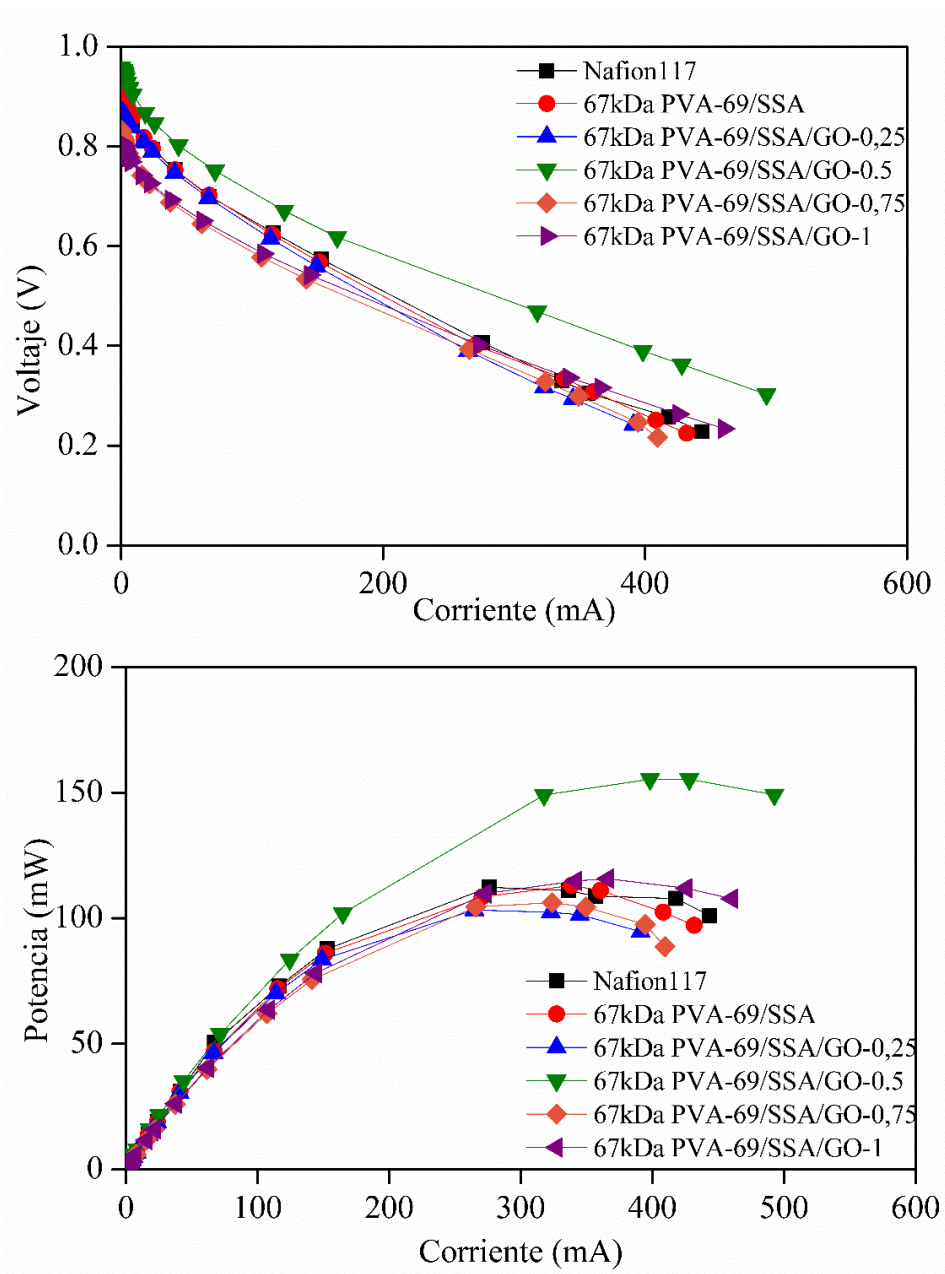 1.0
0.8
0.6
0.4
0.2
0.0
Voltaje (V)
Nafion117
67kDa PVA-69/SSA
67kDa PVA-69/SSA/GO-0,25
67kDa PVA-69/SSA/GO-0.5
67kDa PVA-69/SSA/GO-0,75
67kDa PVA-69/SSA/GO-1
0 200 400 600
Corriente (mA)
200
150
100
50
0
Potencia (mW)
Nafion117
67kDa PVA-69/SSA
67kDa PVA-69/SSA/GO-0,25
67kDa PVA-69/SSA/GO-0.5
67kDa PVA-69/SSA/GO-0,75
67kDa PVA-69/SSA/GO-1
0 100 200 300 400 500 600
Corriente (mA)